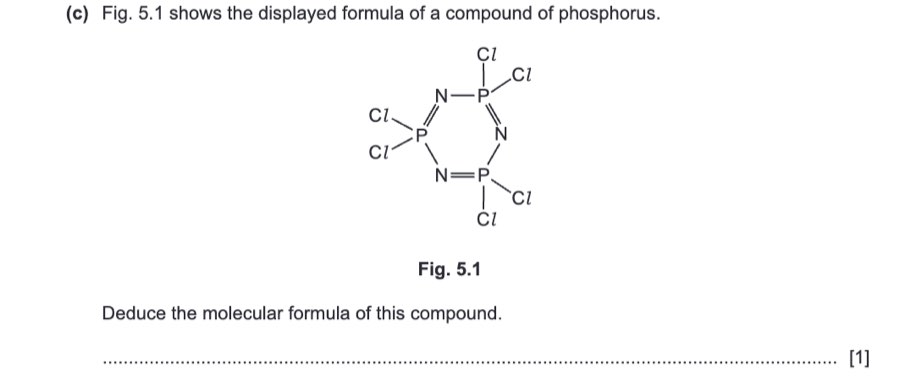 (c) Fig. 5.1 shows the displayed formula of a compound of phosphorus.
Cl
Cl
N P
Cl
P N
Cl
N P
Cl
Cl
Fig. 5.1
Deduce the molecular formula of this compound.
[1]